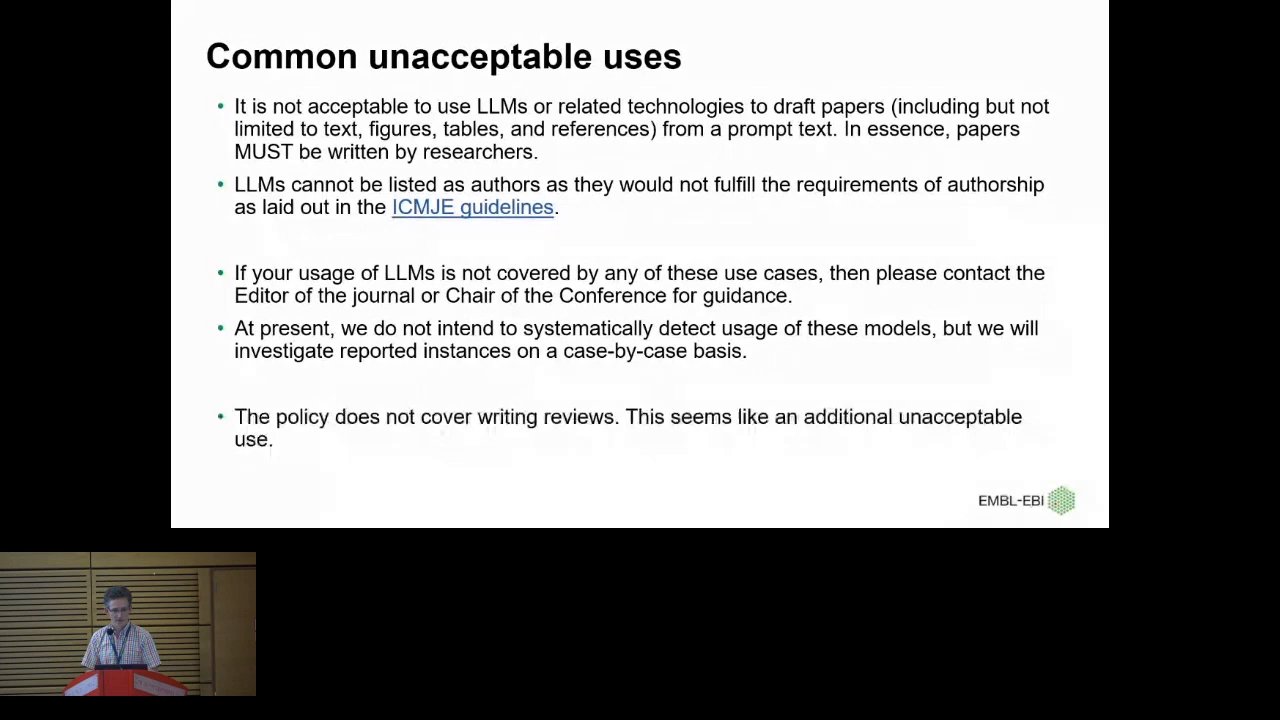 Common unacceptable uses
• It is not acceptable to use LLMs or related technologies to draft papers (including but not
limited to text, figures, tables, and references) from a prompt text. In essence, papers
MUST be written by researchers.
• LLMs cannot be listed as authors as they would not fulfill the requirements of authorship
as laid out in the ICMJE guidelines.
• If your usage of LLMs is not covered by any of these use cases, then please contact the
Editor of the journal or Chair of the Conference for guidance.
• At present, we do not intend to systematically detect usage of these models, but we will
investigate reported instances on a case-by-case basis.
• The policy does not cover writing reviews. This seems like an additional unacceptable
use.
EMBL-EBI